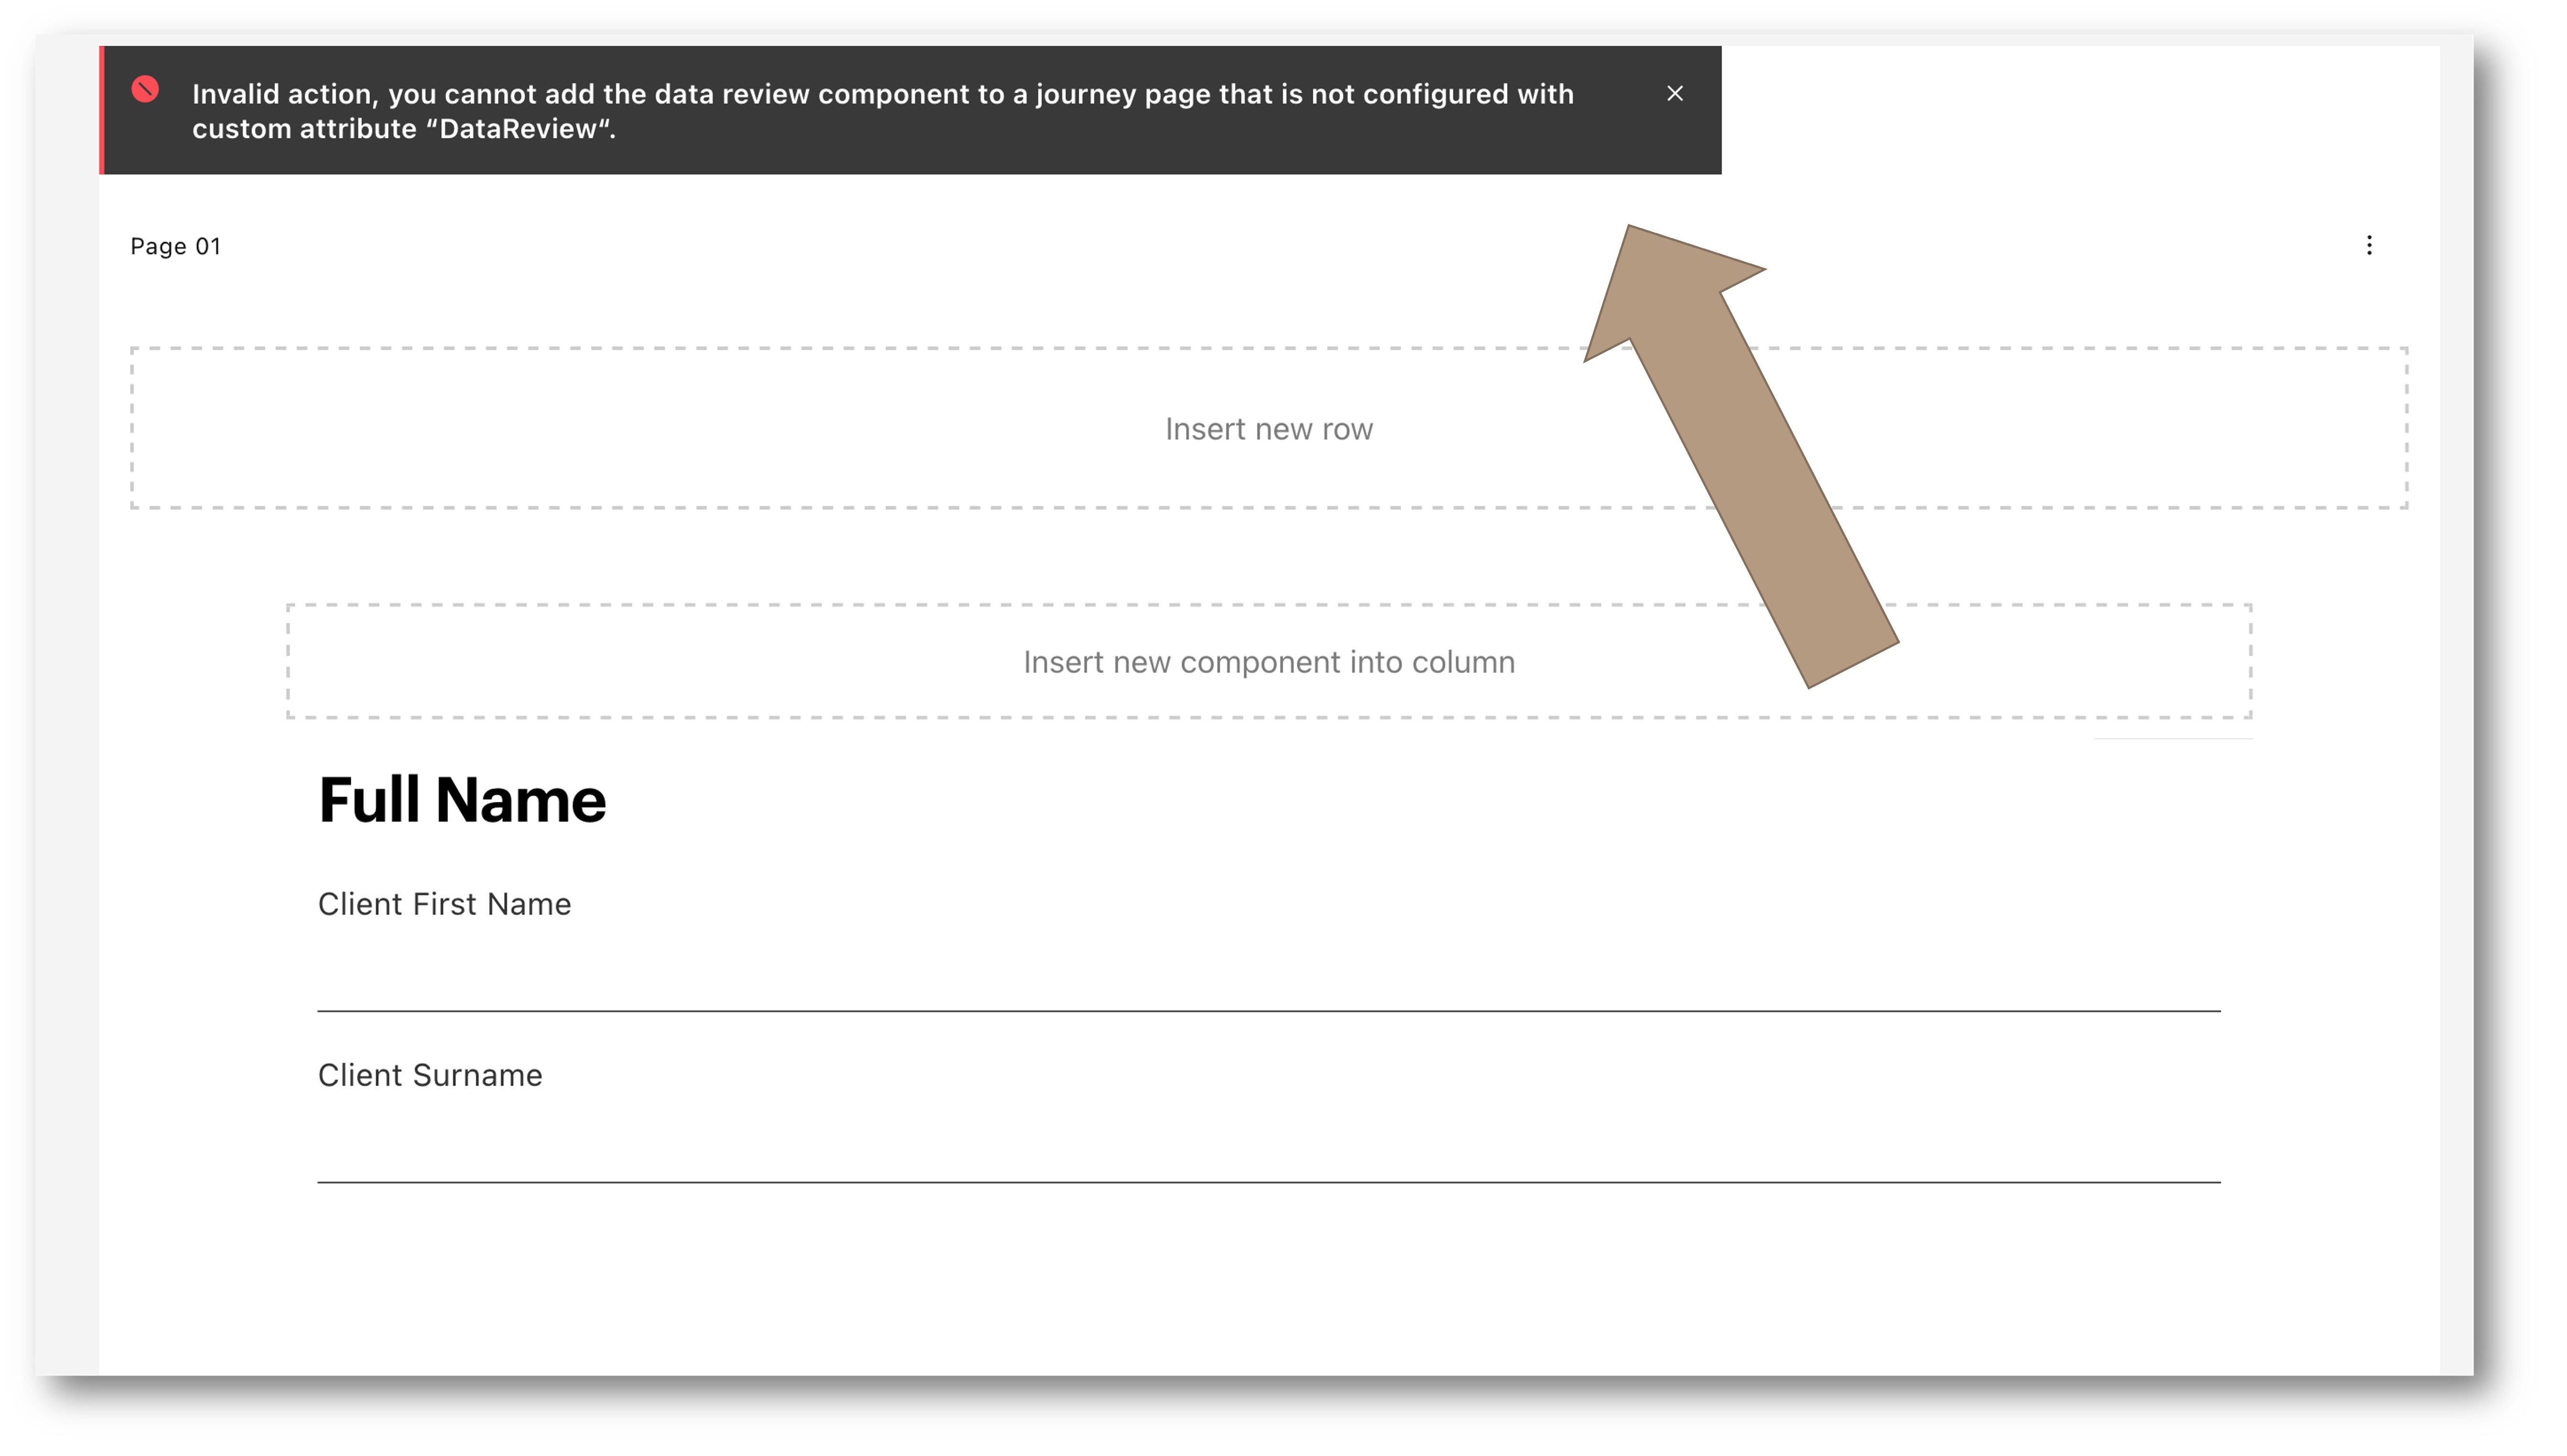 Invalid action, you cannot add the data review component to a journey page that is not configured with
custom attribute “DataReview“.
Page 01
Insert new row
Insert new component into column
Full Name
Client First Name
Client Surname